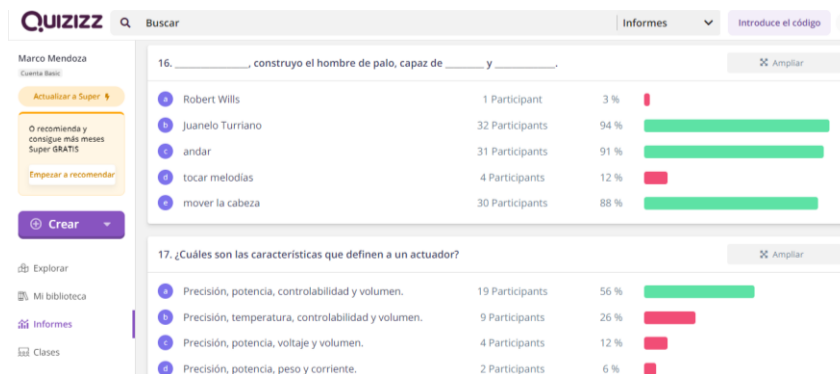 QUIZIZZ
Buscar
Informes
Introduce el código
Marco Mendoza
Cuenta Basic
Actualizar a Super
O recomienda y
consigue más meses
Super GRATIS
Empezar a recomendar
Crear
Explorar
Mi biblioteca
Informes
Clases
16. ____________, construyo el hombre de palo, capaz de ______ y __________.
Ampliar
a Robert Wills 1 Participant 3 %
b Juanelo Turriano 32 Participants 94 %
c andar 31 Participants 91 %
d tocar melodías 4 Participants 12 %
e mover la cabeza 30 Participants 88 %
17. ¿Cuáles son las características que definen a un actuador?
Ampliar
a Precisión, potencia, controlabilidad y volumen. 19 Participants 56 %
b Precisión, temperatura, controlabilidad y volumen. 9 Participants 26 %
c Precisión, potencia, voltaje y volumen. 4 Participants 12 %
d Precisión, potencia, peso y corriente. 2 Participants 6 %